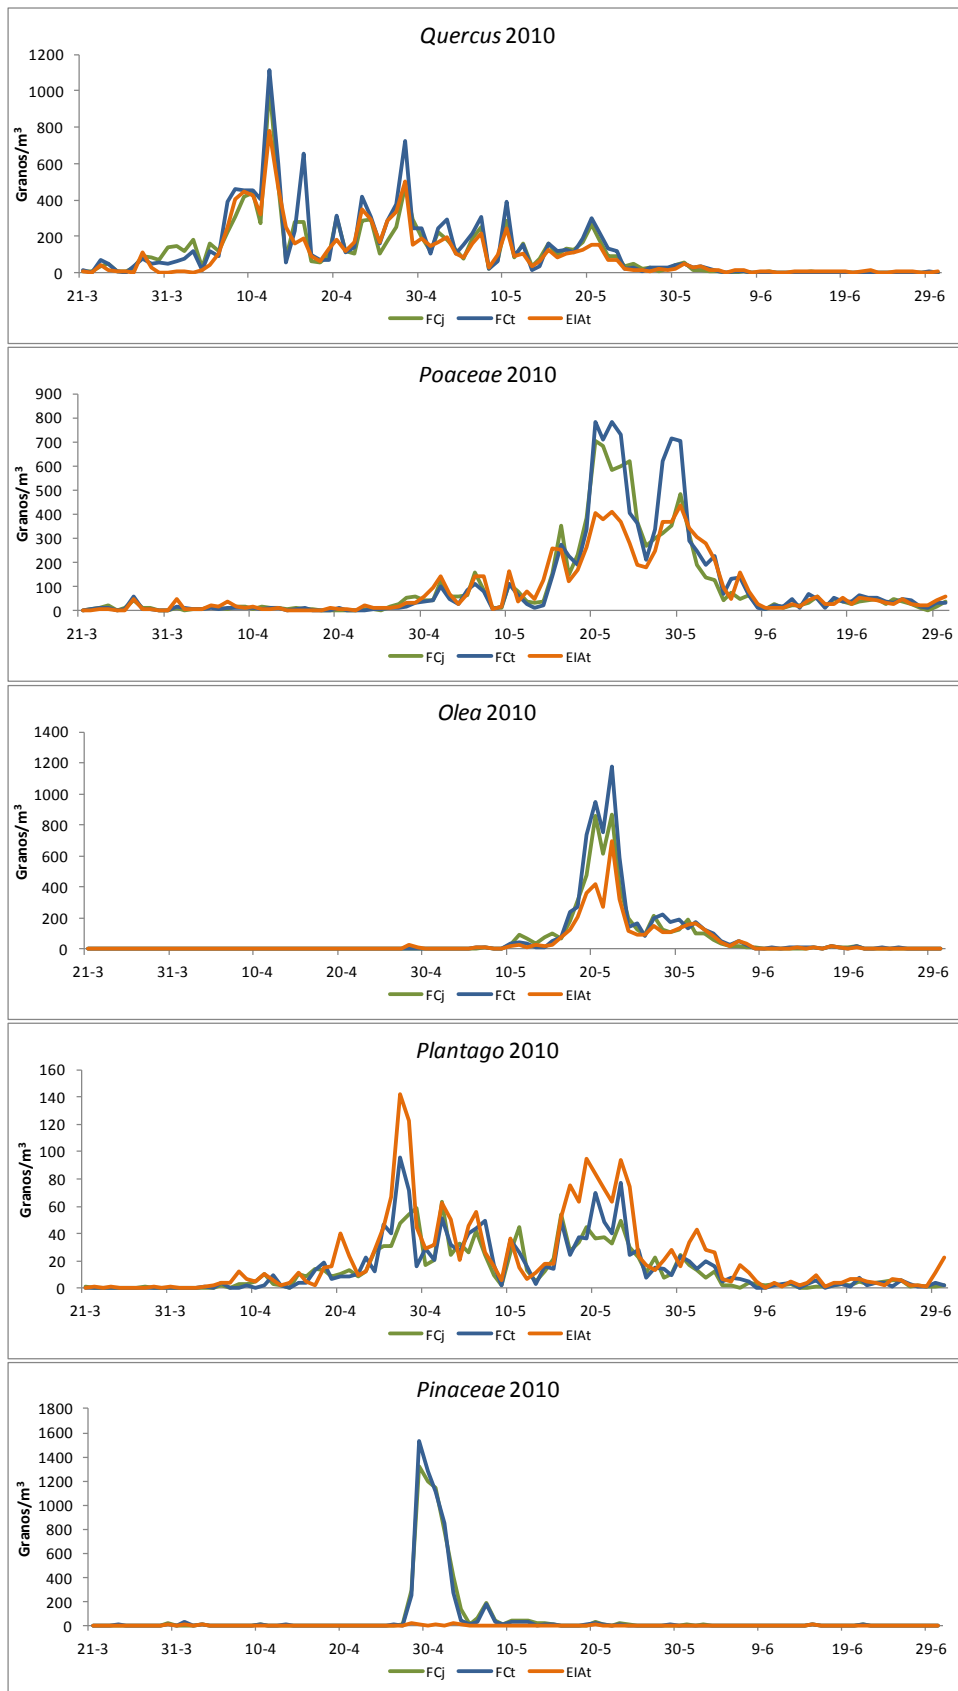 Quercus 2010
Granos/m³
1200
1000
800
600
400
200
0
21-3 31-3 10-4 20-4 30-4 10-5 20-5 30-5 9-6 19-6 29-6
FCj FCt EIAt
Poaceae 2010
Granos/m³
900
800
700
600
500
400
300
200
100
0
21-3 31-3 10-4 20-4 30-4 10-5 20-5 30-5 9-6 19-6 29-6
FCj FCt EIAt
Olea 2010
Granos/m³
1400
1200
1000
800
600
400
200
0
21-3 31-3 10-4 20-4 30-4 10-5 20-5 30-5 9-6 19-6 29-6
FCj FCt EIAt
Plantago 2010
Granos/m³
160
140
120
100
80
60
40
20
0
21-3 31-3 10-4 20-4 30-4 10-5 20-5 30-5 9-6 19-6 29-6
FCj FCt EIAt
Pinaceae 2010
Granos/m³
1800
1600
1400
1200
1000
800
600
400
200
0
21-3 31-3 10-4 20-4 30-4 10-5 20-5 30-5 9-6 19-6 29-6
FCj FCt EIAt